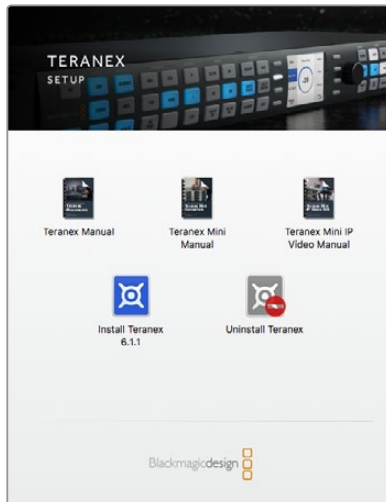 TERANEX
SETUP
Teranex Manual
Teranex Mini
Manual
Teranex Mini IP
Video Manual
Install Teranex
6.1.1
Uninstall Teranex
Blackmagicdesign